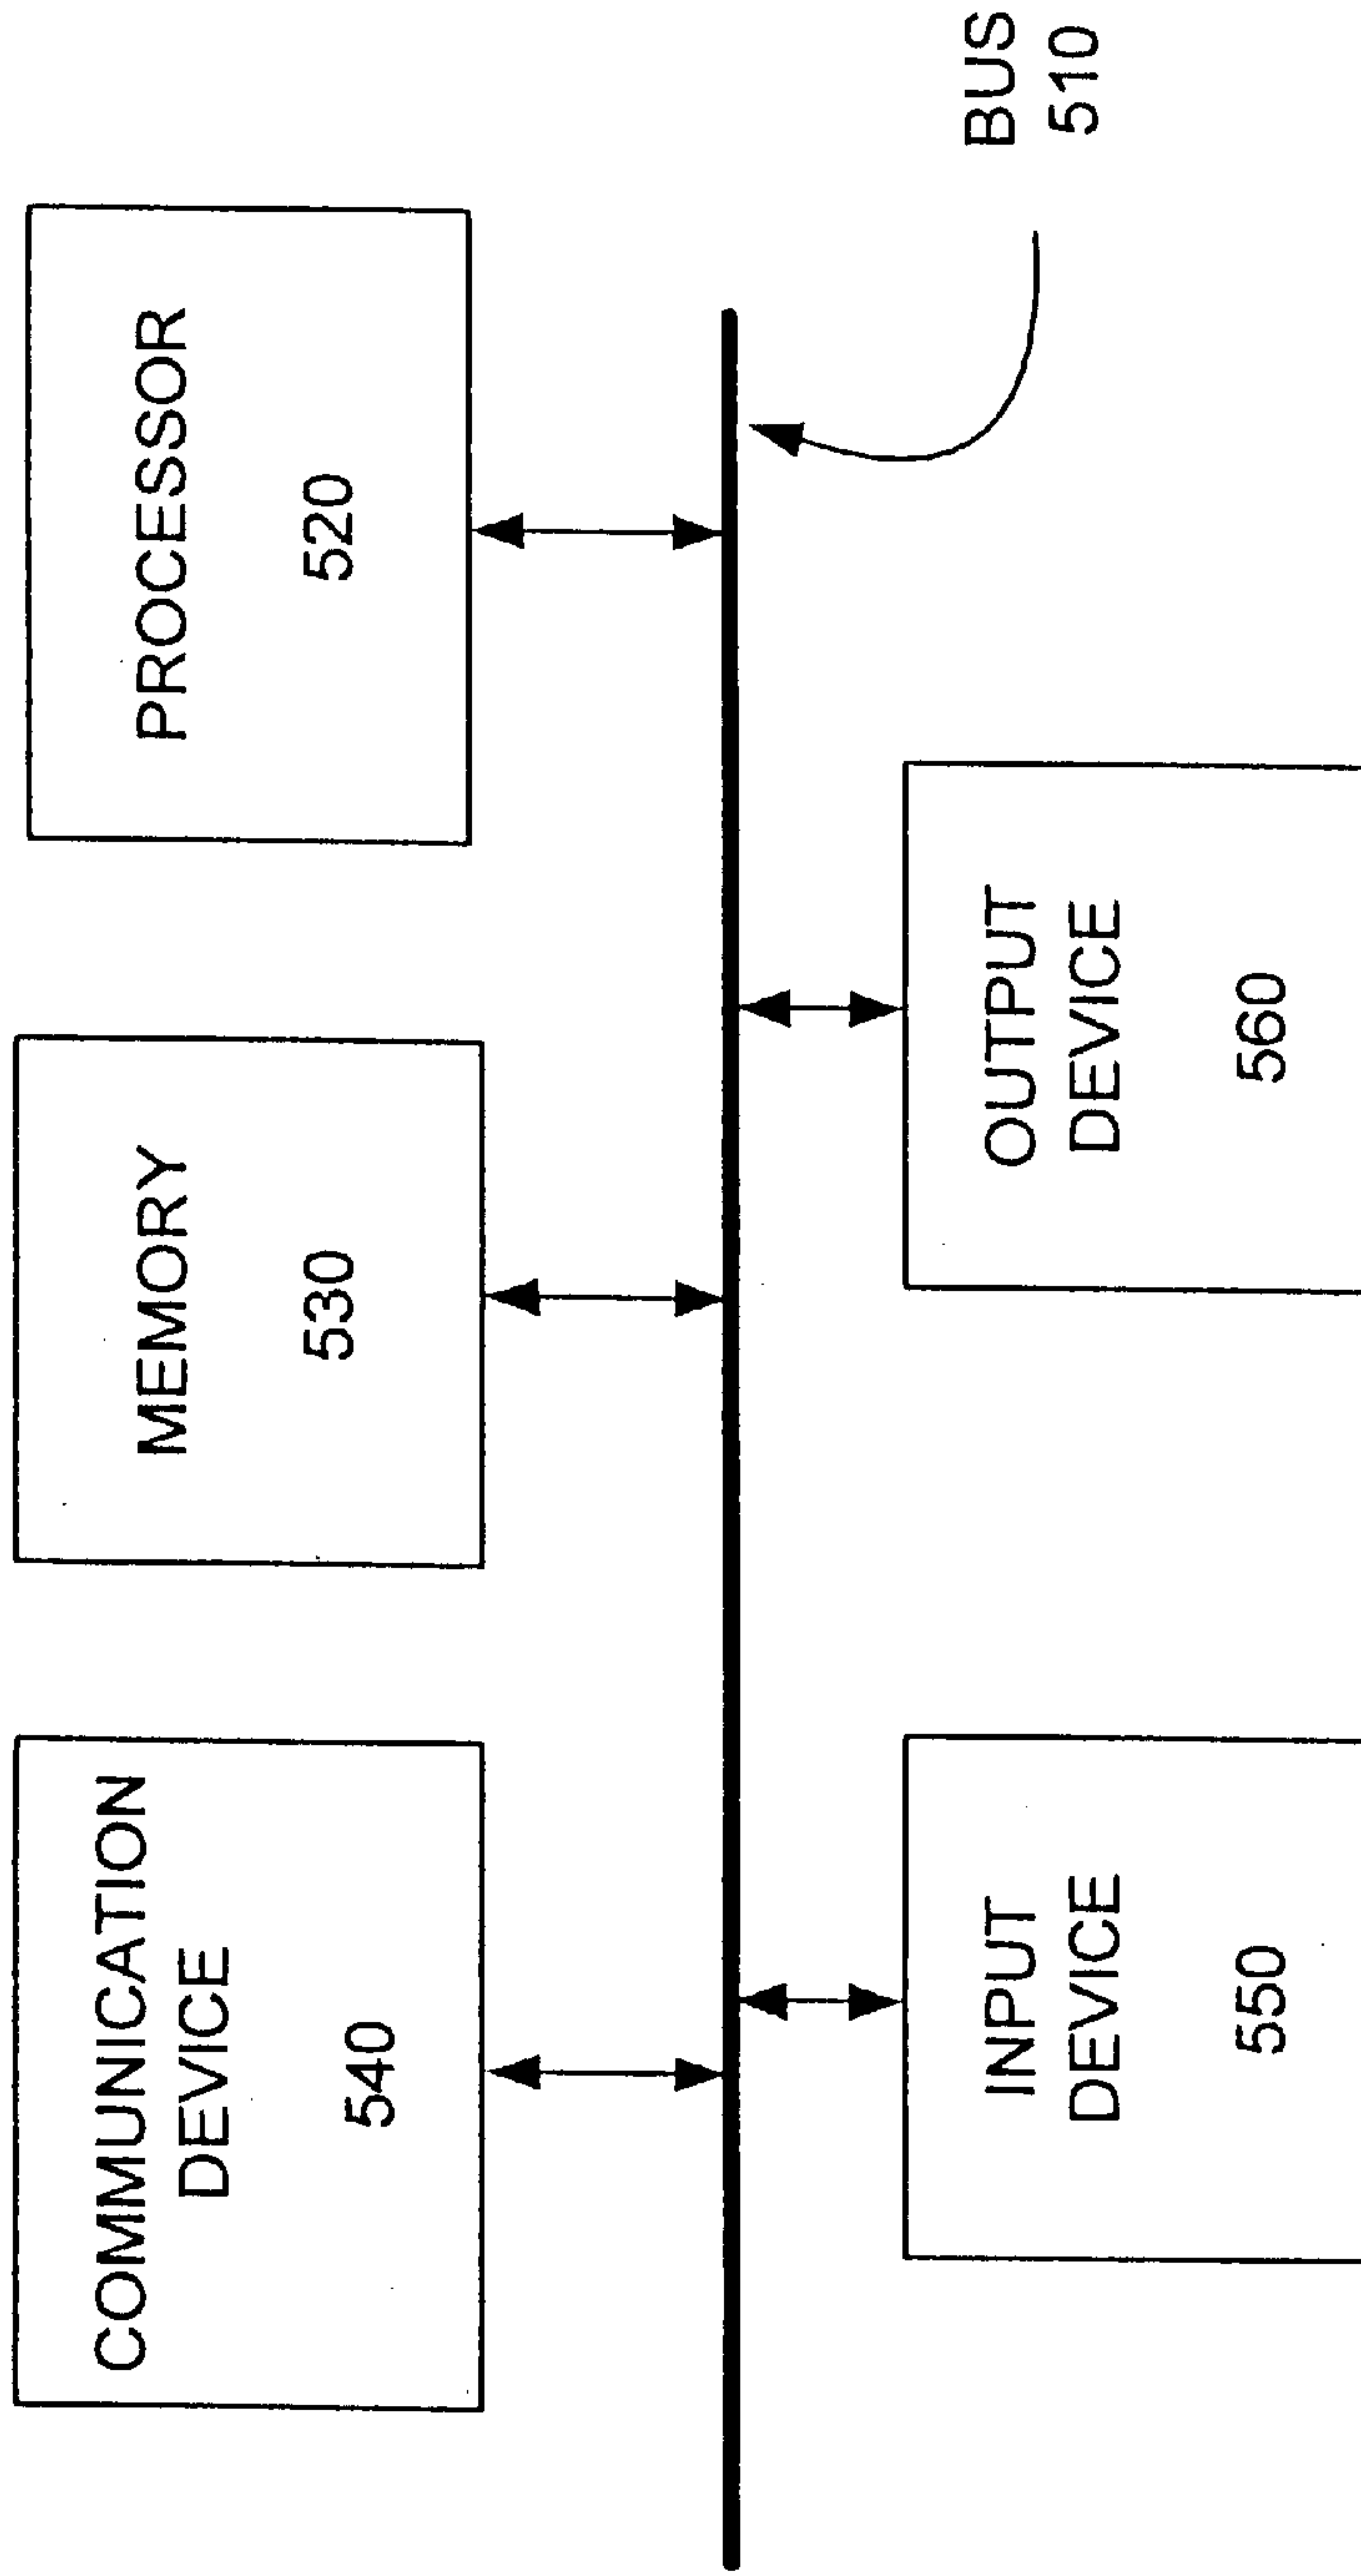 COMMUNICATION
DEVICE
540
MEMORY
530
PROCESSOR
520
INPUT
DEVICE
550
OUTPUT
DEVICE
560
BUS
510